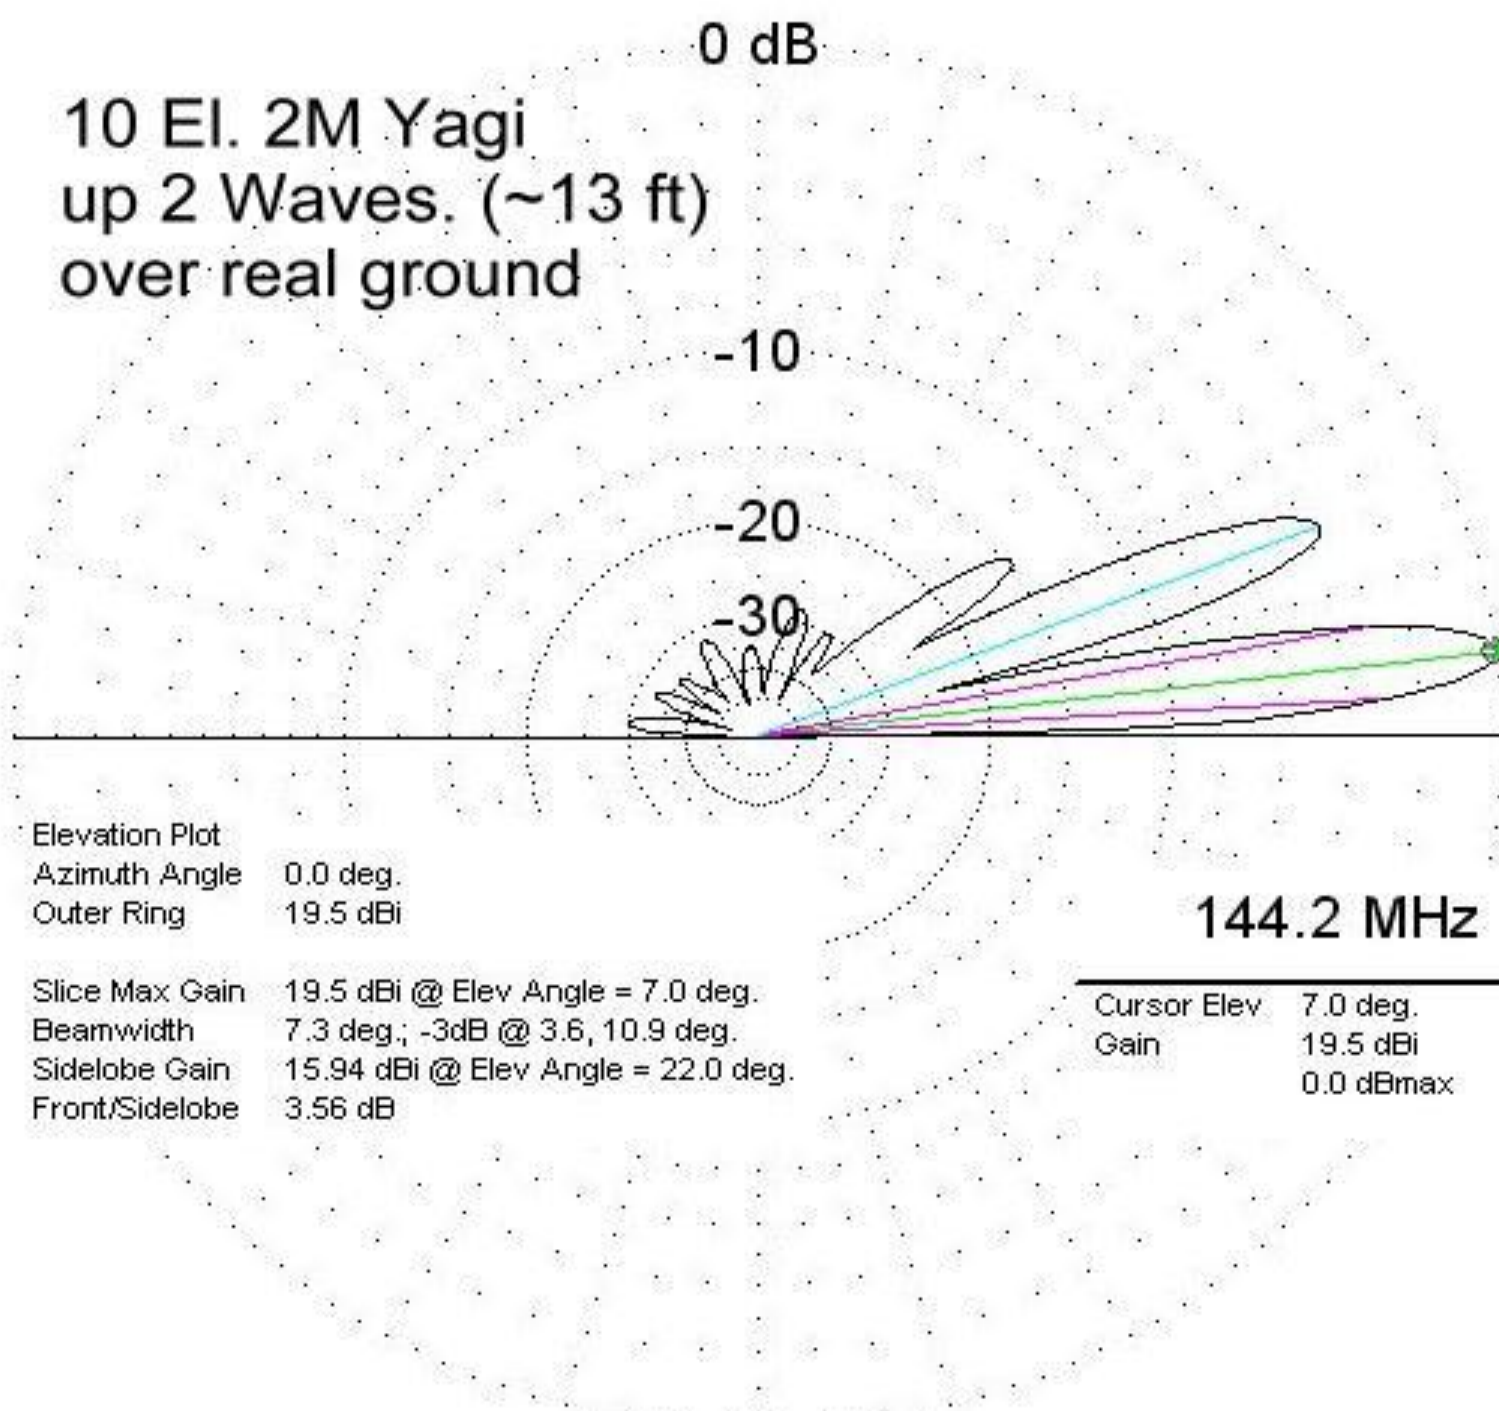 0 dB
10 El. 2M Yagi
up 2 Waves. (~13 ft)
over real ground
-10
-20
-30
Elevation Plot
Azimuth Angle 0.0 deg.
Outer Ring 19.5 dBi
144.2 MHz
Slice Max Gain 19.5 dBi @ Elev Angle = 7.0 deg.
Beamwidth 7.3 deg.; -3dB @ 3.6, 10.9 deg.
Sidelobe Gain 15.94 dBi @ Elev Angle = 22.0 deg.
Front/Sidelobe 3.56 dB
Cursor Elev 7.0 deg.
Gain 19.5 dBi
0.0 dBmax